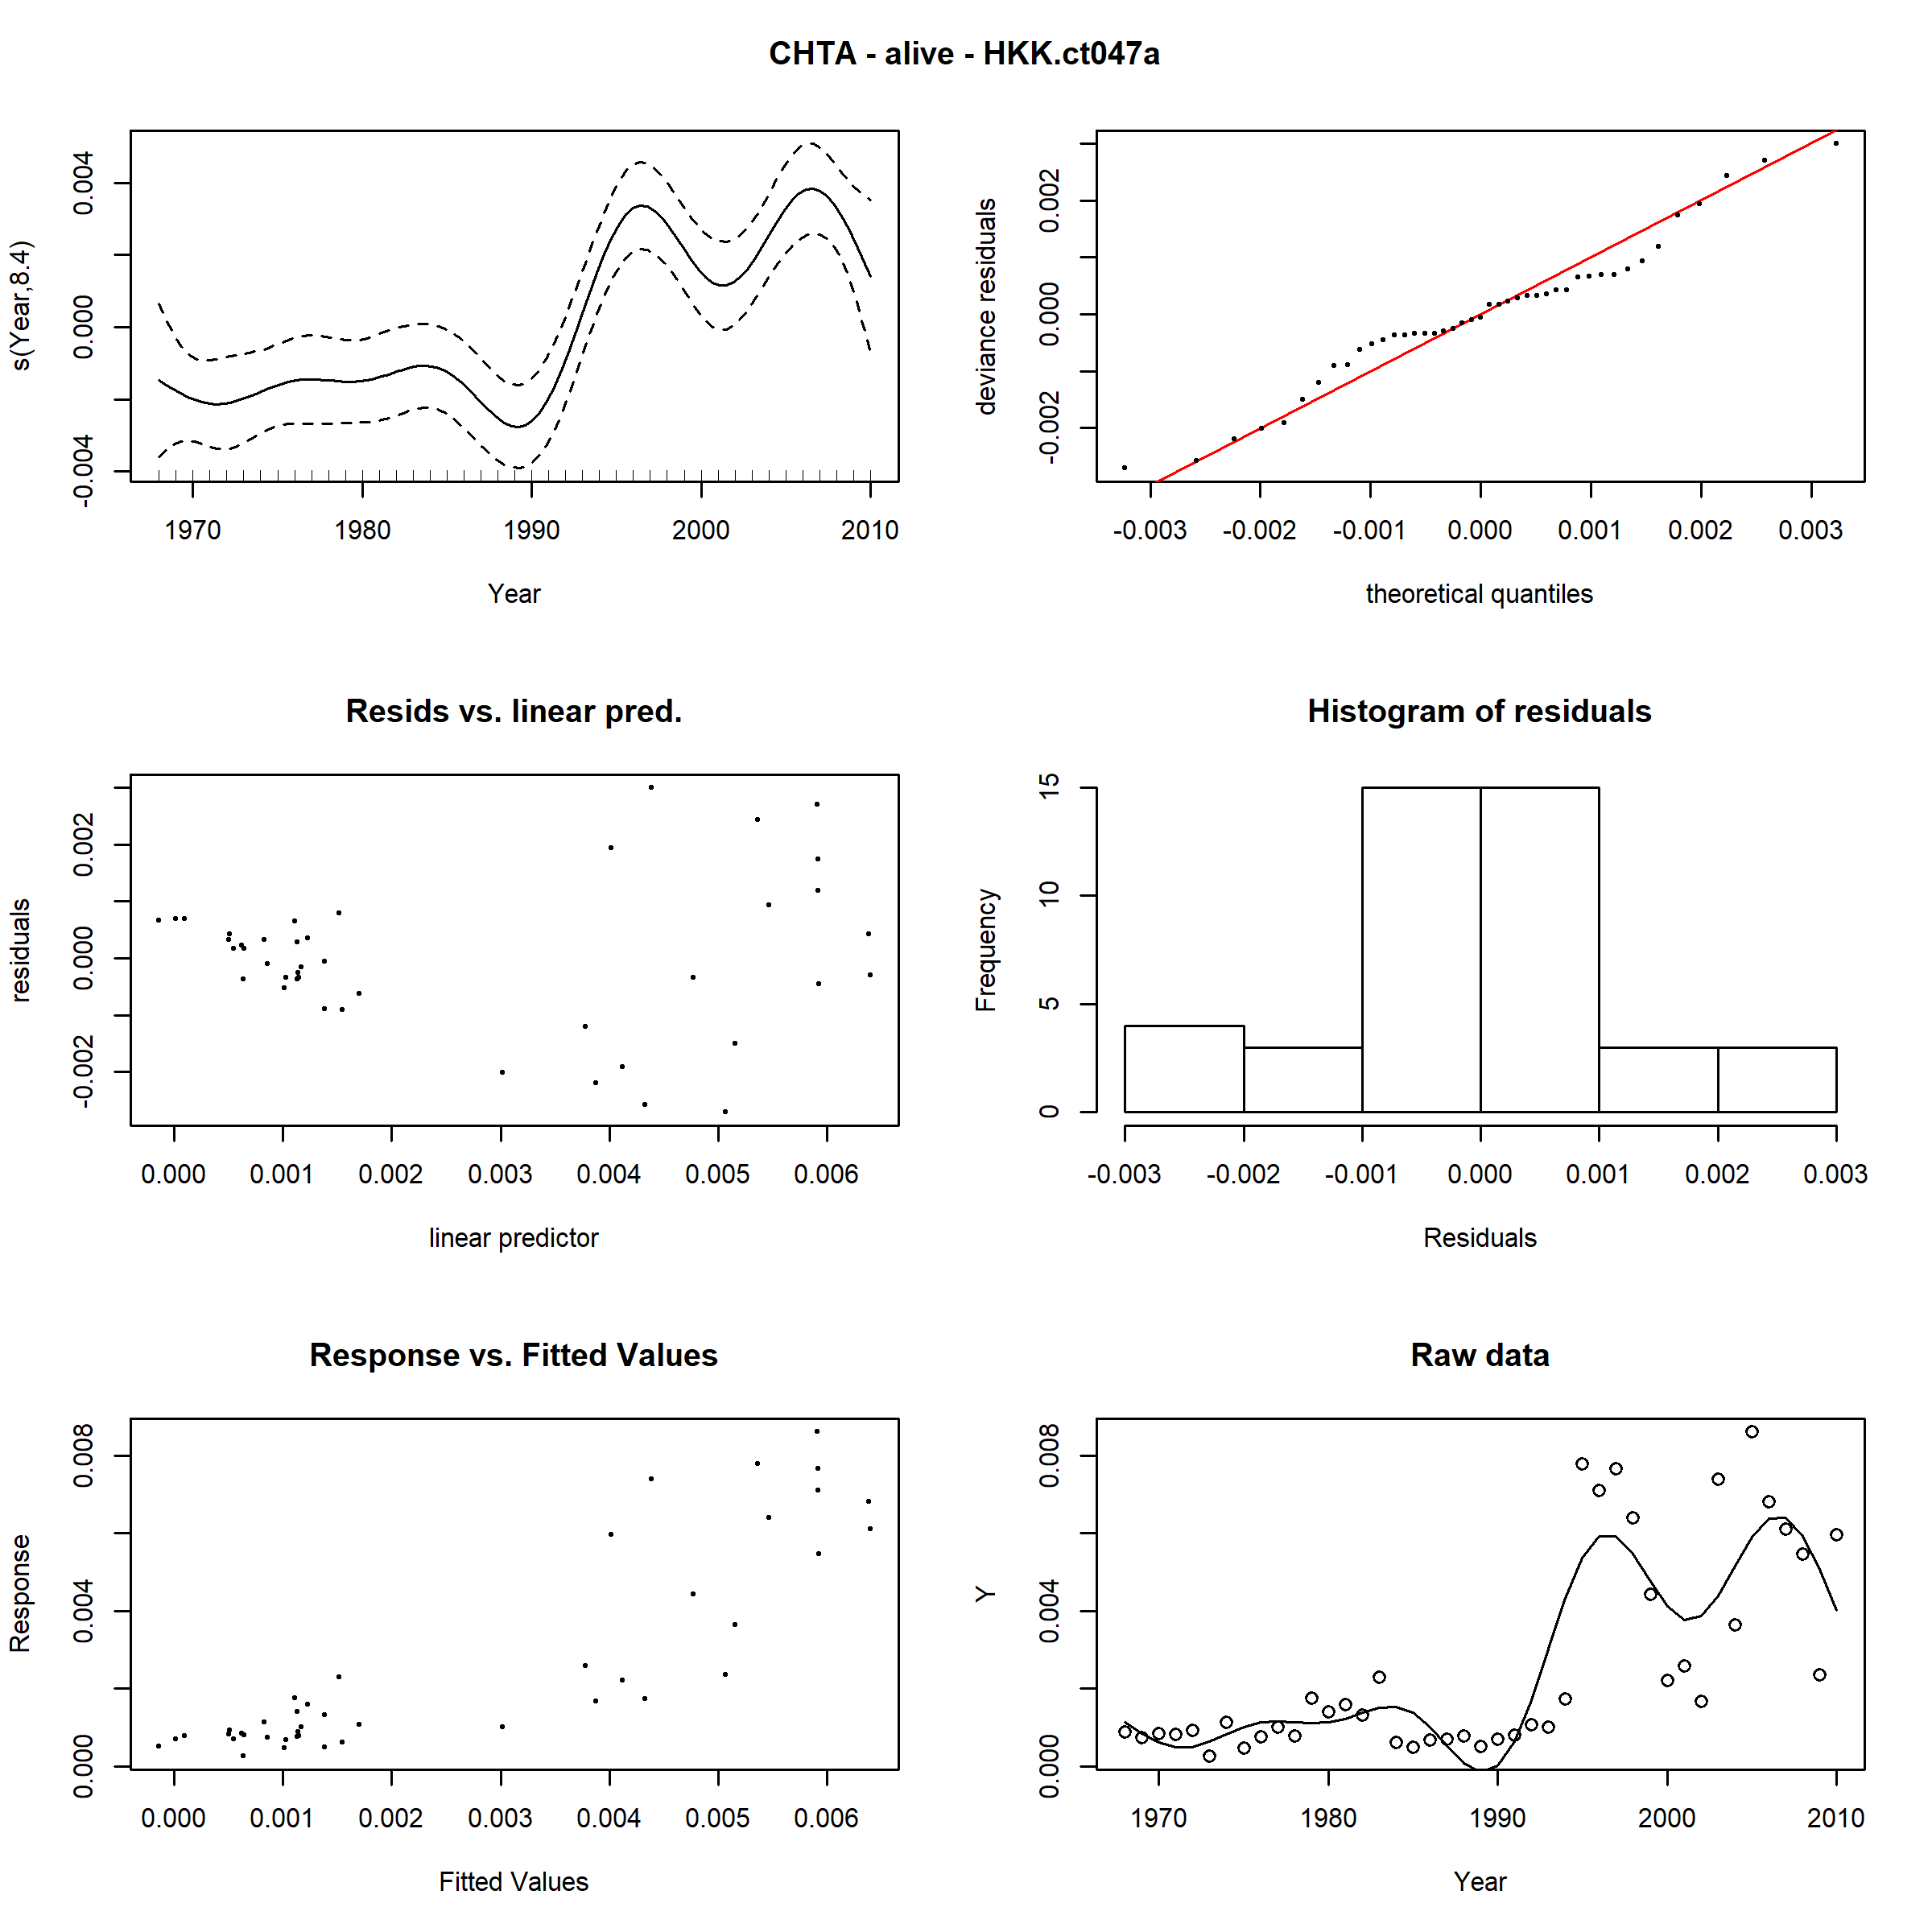 CHTA - alive - HKK.ct047a
s(Year,8.4)
0.004
0.000
-0.004
1970 1980 1990 2000 2010
Year
deviance residuals
0.002
0.000
-0.002
-0.003 -0.002 -0.001 0.000 0.001 0.002 0.003
theoretical quantiles
Resids vs. linear pred.
residuals
0.002
0.000
-0.002
0.000 0.001 0.002 0.003 0.004 0.005 0.006
linear predictor
Histogram of residuals
Frequency
15
10
5
0
-0.003 -0.002 -0.001 0.000 0.001 0.002 0.003
Residuals
Response vs. Fitted Values
Response
0.008
0.004
0.000
0.000 0.001 0.002 0.003 0.004 0.005 0.006
Fitted Values
Raw data
Y
0.008
0.004
0.000
1970 1980 1990 2000 2010
Year